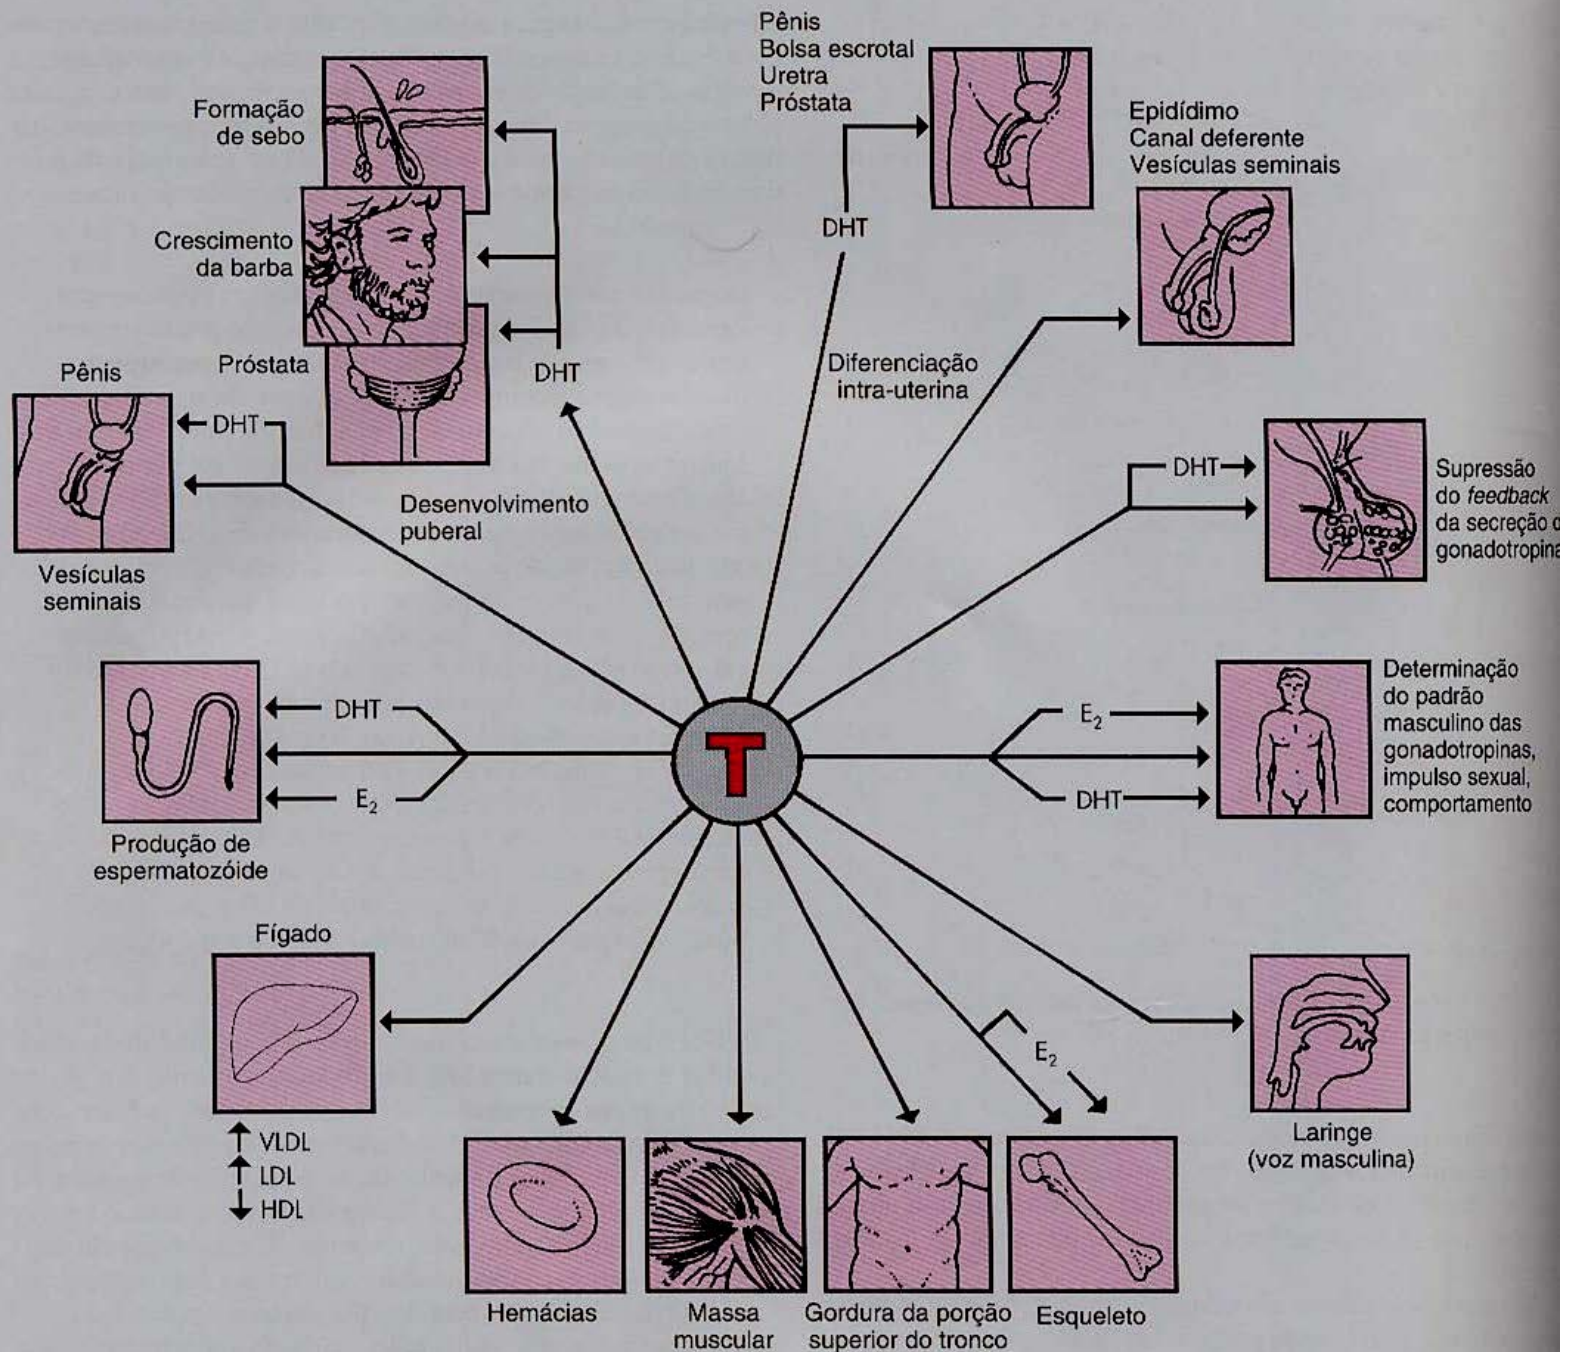 Pênis
Bolsa escrotal
Uretra
Próstata
Formação
de sebo
Epidídimo
Canal deferente
Vesículas seminais
Crescimento
da barba
DHT
Próstata
DHT
Diferenciação
intra-uterina
Pênis
DHT
Desenvolvimento
puberal
DHT
Supressão
do feedback
da secreção
Vesículas
seminais
DHT
E₂
T
E₂
DHT
Determinação
do padrão
masculino das
gonadotropinas,
impulso sexual,
comportamento
Produção de
espermatozóide
Fígado
↑ VLDL
↑ LDL
↓ HDL
E₂
Laringe
(voz masculina)
Hemácias
Massa
muscular
Gordura da porção
superior do tronco
Esqueleto